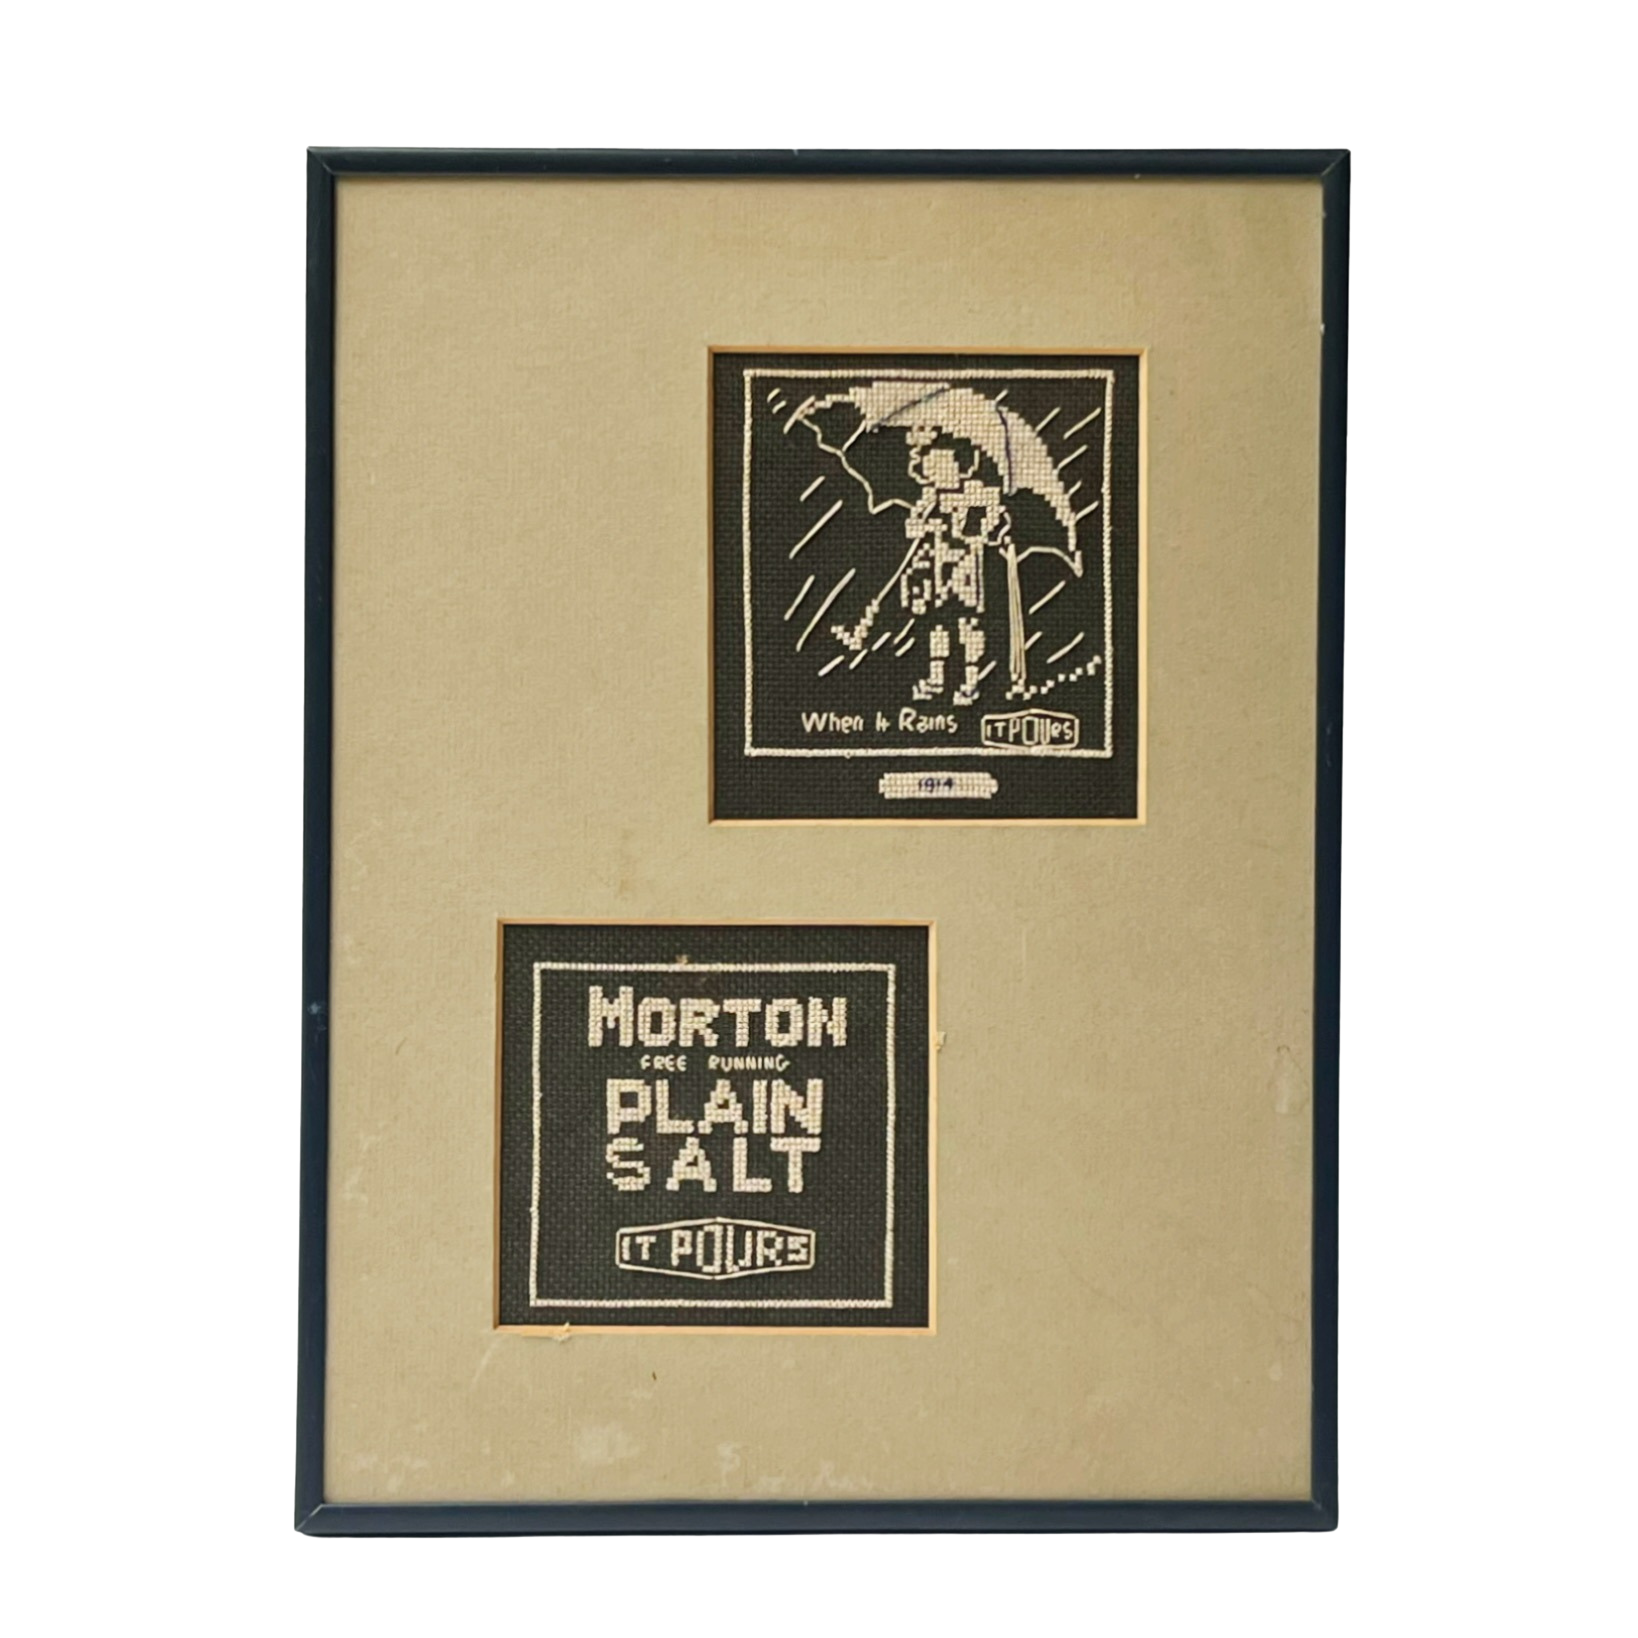 When It Rains IT POURS
1914
MORTON
FREE RUNNING
PLAIN
SALT
IT POURS